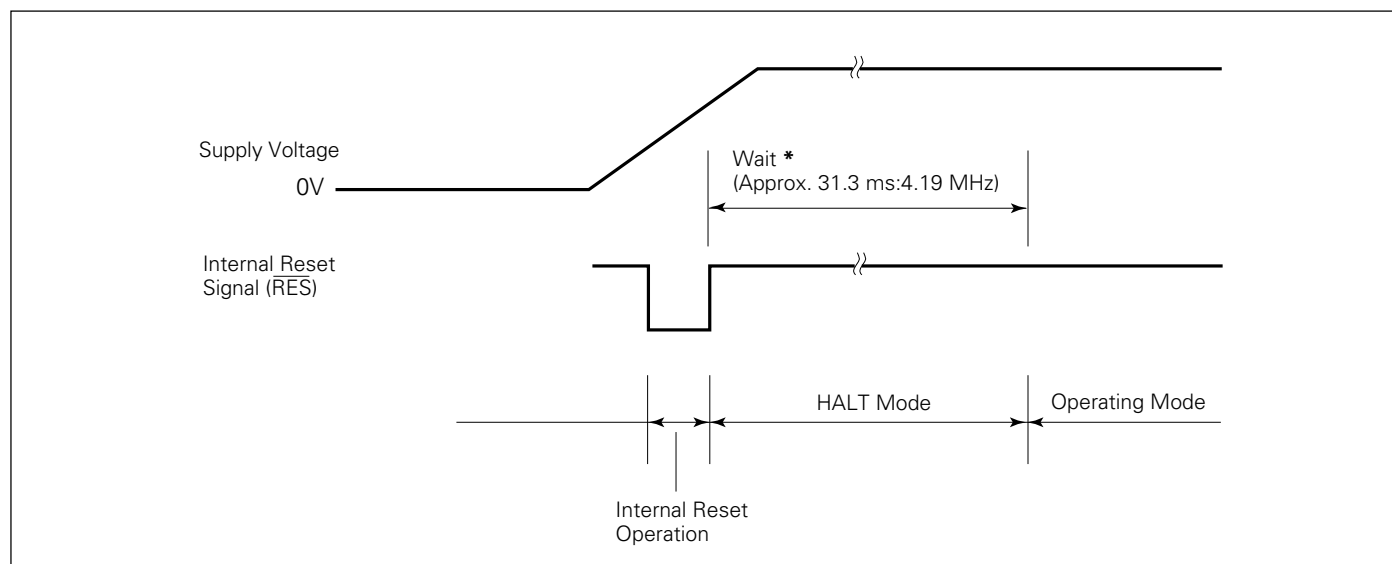 Supply Voltage
0V
Wait *
(Approx. 31.3 ms:4.19 MHz)
Internal Reset
Signal (R̅E̅S̅)
HALT Mode
Operating Mode
Internal Reset
Operation